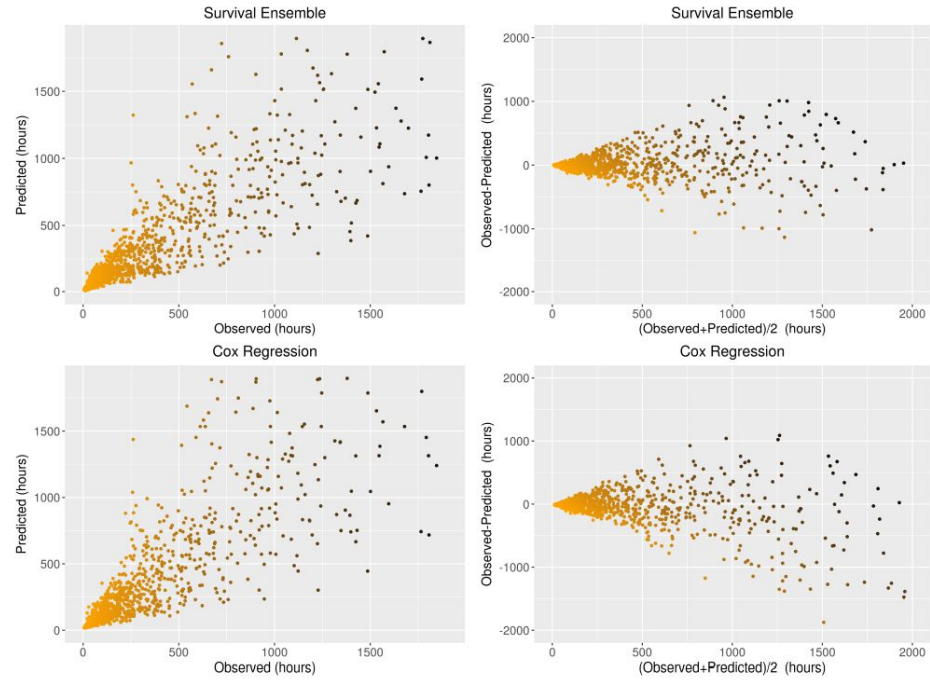 Survival Ensemble
Predicted (hours)
1500
1000
500
0
0 500 1000 1500
Observed (hours)
Survival Ensemble
Observed-Predicted (hours)
2000
1000
0
-1000
-2000
0 500 1000 1500 2000
(Observed+Predicted)/2 (hours)
Cox Regression
Predicted (hours)
1500
1000
500
0
0 500 1000 1500
Observed (hours)
Cox Regression
Observed-Predicted (hours)
2000
1000
0
-1000
-2000
0 500 1000 1500 2000
(Observed+Predicted)/2 (hours)